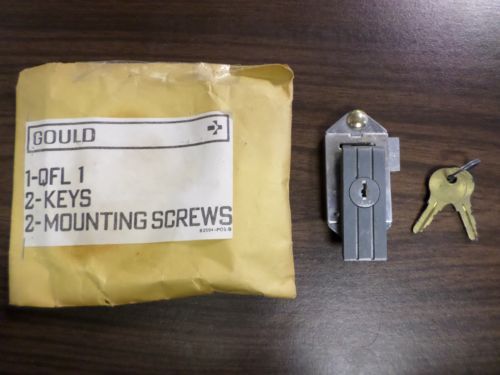 GOULD
1-QFL 1
2-KEYS
2-MOUNTING SCREWS